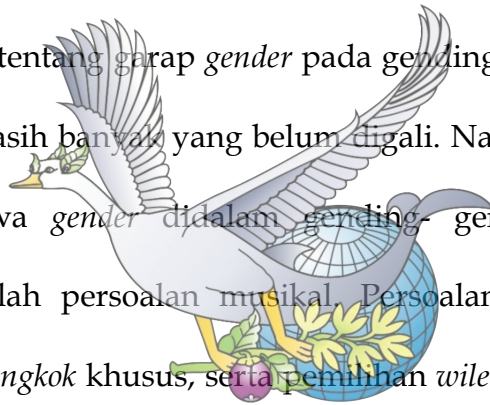 tentang garap gender pada gending
asih banyak yang belum digali. Na
wa gender didalam gending- ge
lah persoalan musikal. Persoalan
ngkok khusus, serta pemilihan wile